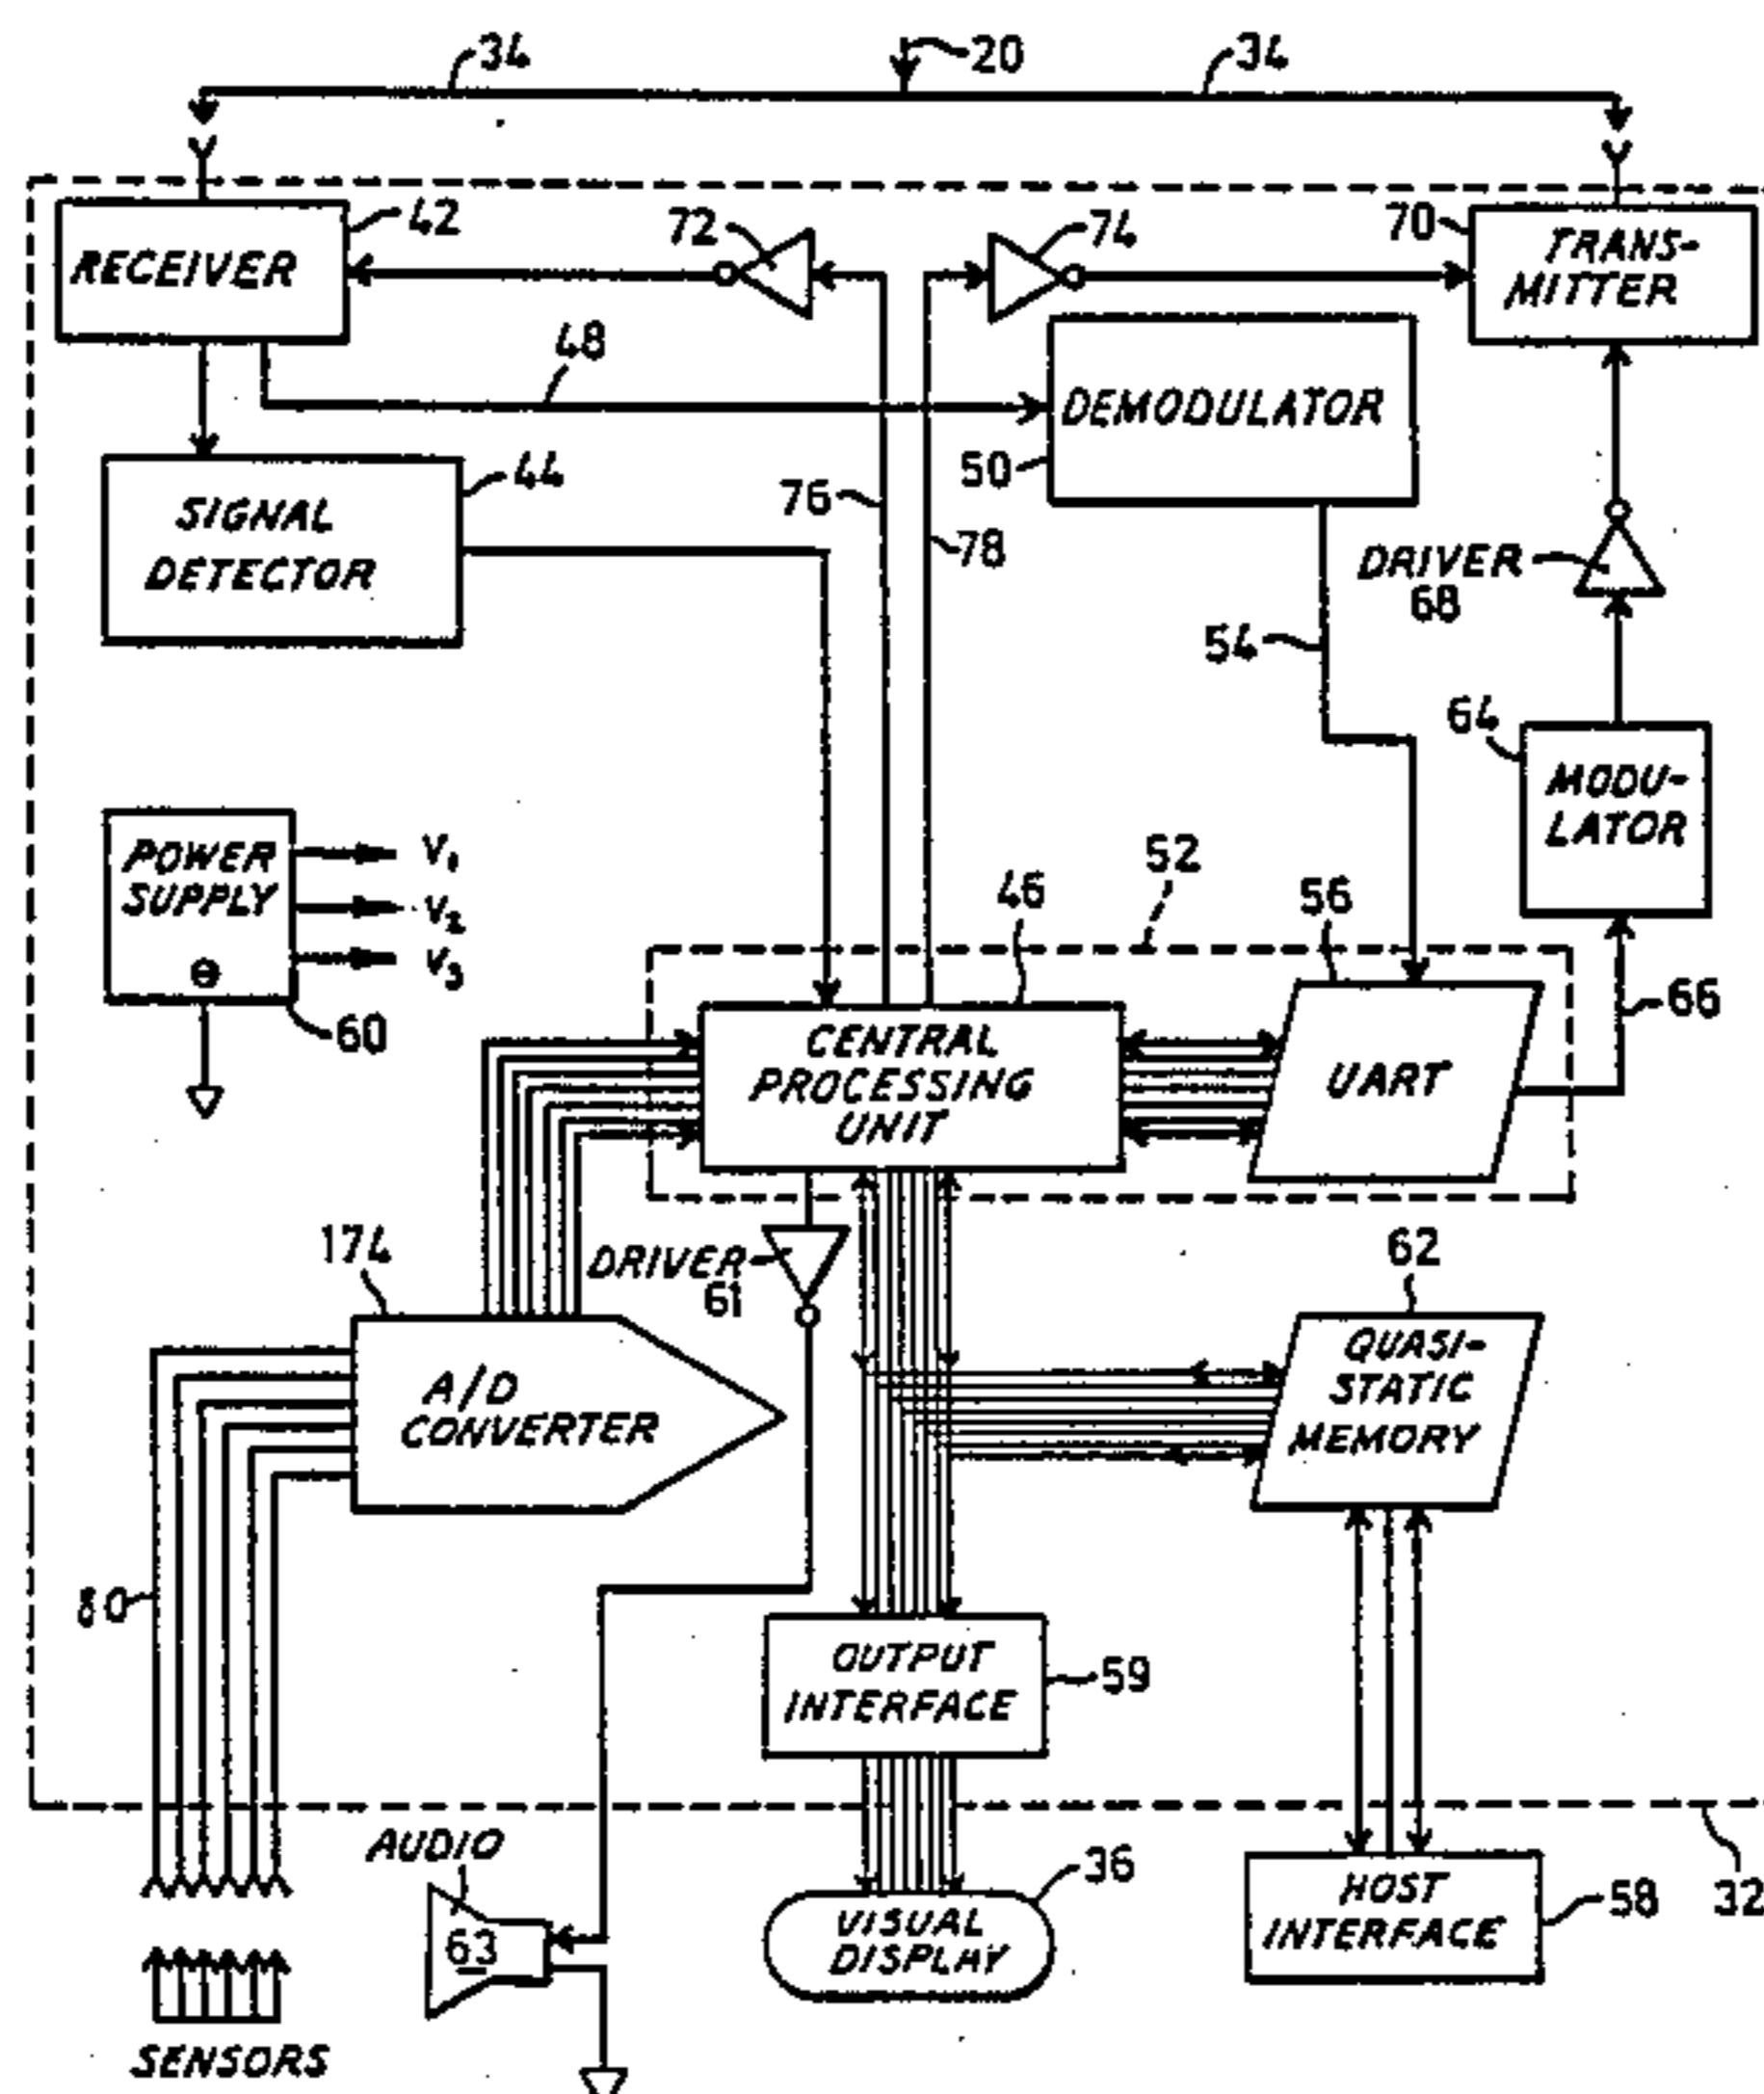 34
20
34
42
72
74
70
RECEIVER
TRANS-
MITTER
48
DEMODULATOR
50
44
76
78
SIGNAL
DETECTOR
DRIVER
68
54
64
MODU-
LATOR
POWER
SUPPLY
V1
V2
V3
60
52
46
56
66
CENTRAL
PROCESSING
UNIT
UART
174
DRIVER
61
62
A/D
CONVERTER
QUASI-
STATIC
MEMORY
80
OUTPUT
INTERFACE
59
AUDIO
63
36
VISUAL
DISPLAY
HOST
INTERFACE
58
32
SENSORS